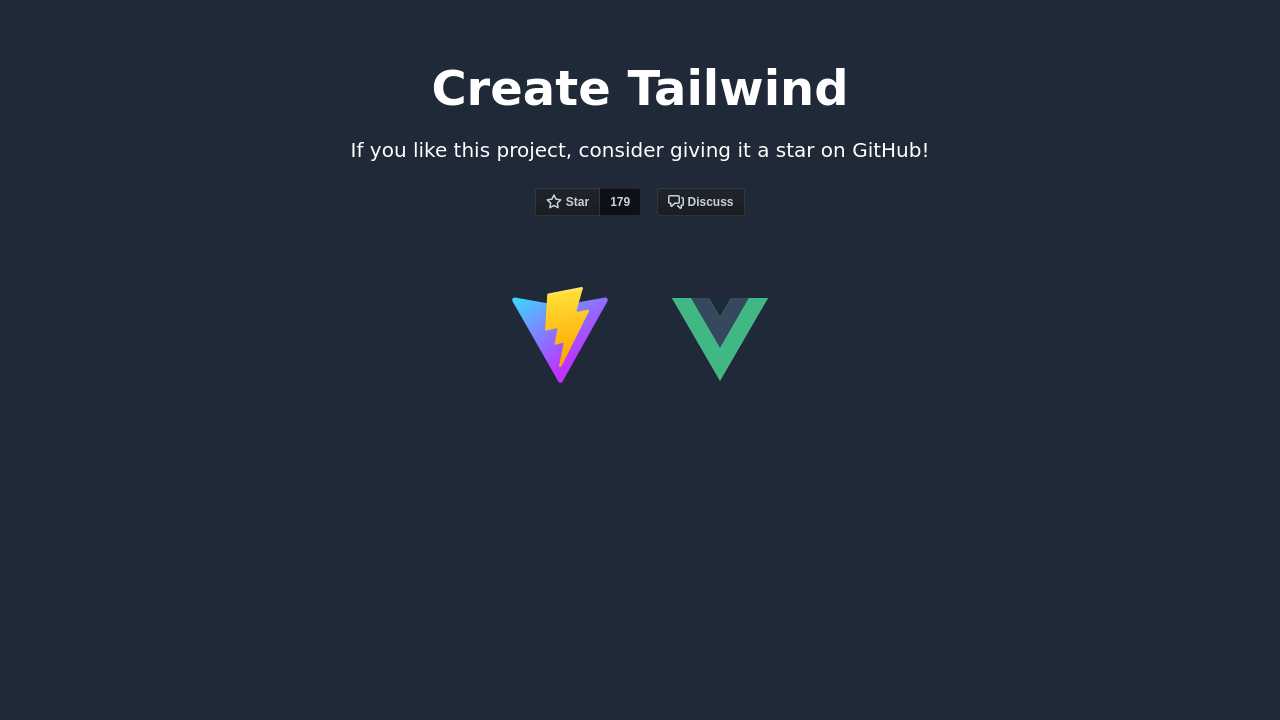 Create Tailwind
If you like this project, consider giving it a star on GitHub!
Star 179 Discuss